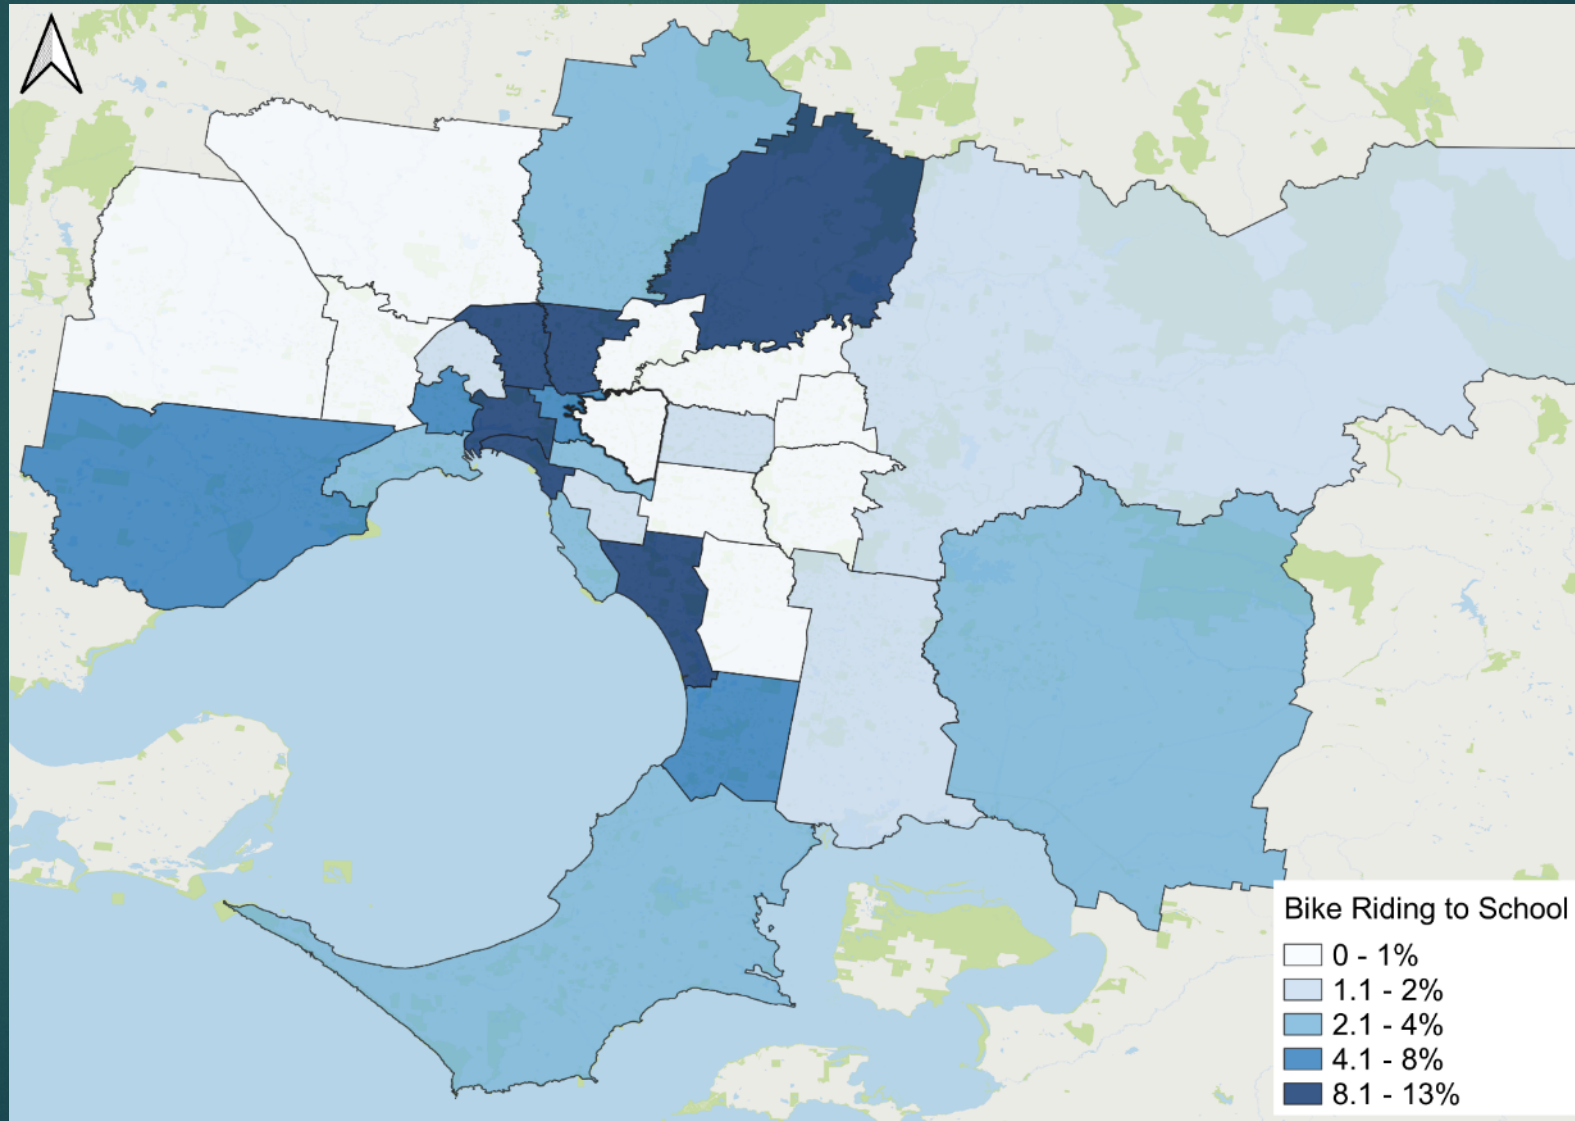 Bike Riding to School
0 - 1%
1.1 - 2%
2.1 - 4%
4.1 - 8%
8.1 - 13%